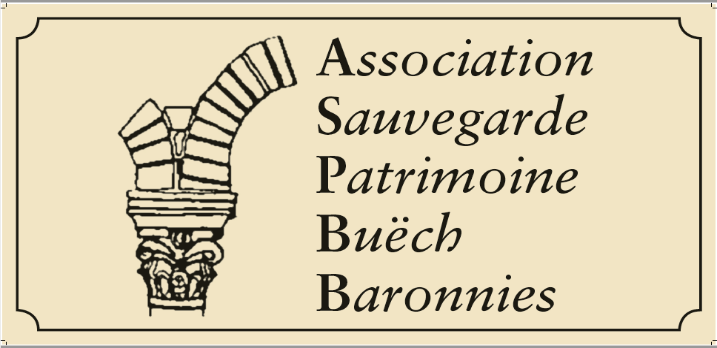 Association
Sauvegarde
Patrimoine
Buëch
Baronnies